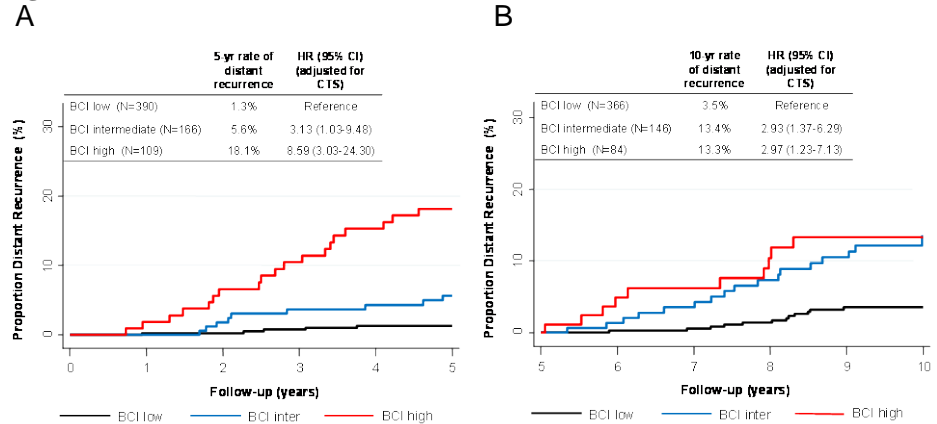 A
5-yr rate of distant recurrence HR (95% CI) (adjusted for CTS)
BCI low (N=390) 1.3% Reference
BCI intermediate (N=166) 5.6% 3.13 (1.03-9.48)
BCI high (N=109) 18.1% 8.59 (3.03-24.30)
Proportion Distant Recurrence (%)
30
20
10
0
0 1 2 3 4 5
Follow-up (years)
BCI low BCI inter BCI high
B
10-yr rate of distant recurrence HR (95% CI) (adjusted for CTS)
BCI low (N=366) 3.5% Reference
BCI intermediate (N=146) 13.4% 2.93 (1.37-6.29)
BCI high (N=84) 13.3% 2.97 (1.23-7.13)
Proportion Distant Recurrence (%)
30
20
10
0
5 6 7 8 9 10
Follow-up (years)
BCI low BCI inter BCI high